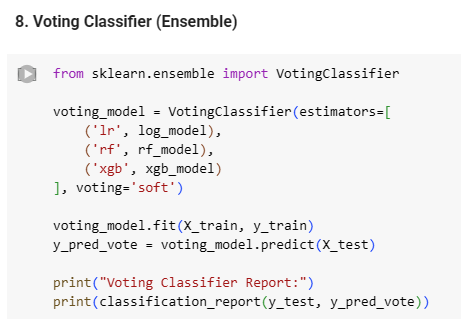 8. Voting Classifier (Ensemble)
from sklearn.ensemble import VotingClassifier
voting_model = VotingClassifier(estimators=[
    ('lr', log_model),
    ('rf', rf_model),
    ('xgb', xgb_model)
], voting='soft')
voting_model.fit(X_train, y_train)
y_pred_vote = voting_model.predict(X_test)
print("Voting Classifier Report:")
print(classification_report(y_test, y_pred_vote))